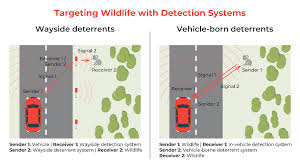 Targeting Wildlife with Detection Systems
Wayside deterrents
Vehicle-born deterrents
Signal 2
Receiver 1/
Sender 2
Receiver 2
Signal 1
Sender 1
Sender 1
Signal 1
Signal 2
Receiver 1
Sender 2
Sender 1: Vehicle | Receiver 1: Wayside detection system
Sender 2: Wayside deterrent system | Receiver 2: Wildlife
Sender 1: Wildlife | Receiver 1: In-vehicle detection system
Sender 2: Vehicle-borne deterrent system
Receiver 2: Wildlife